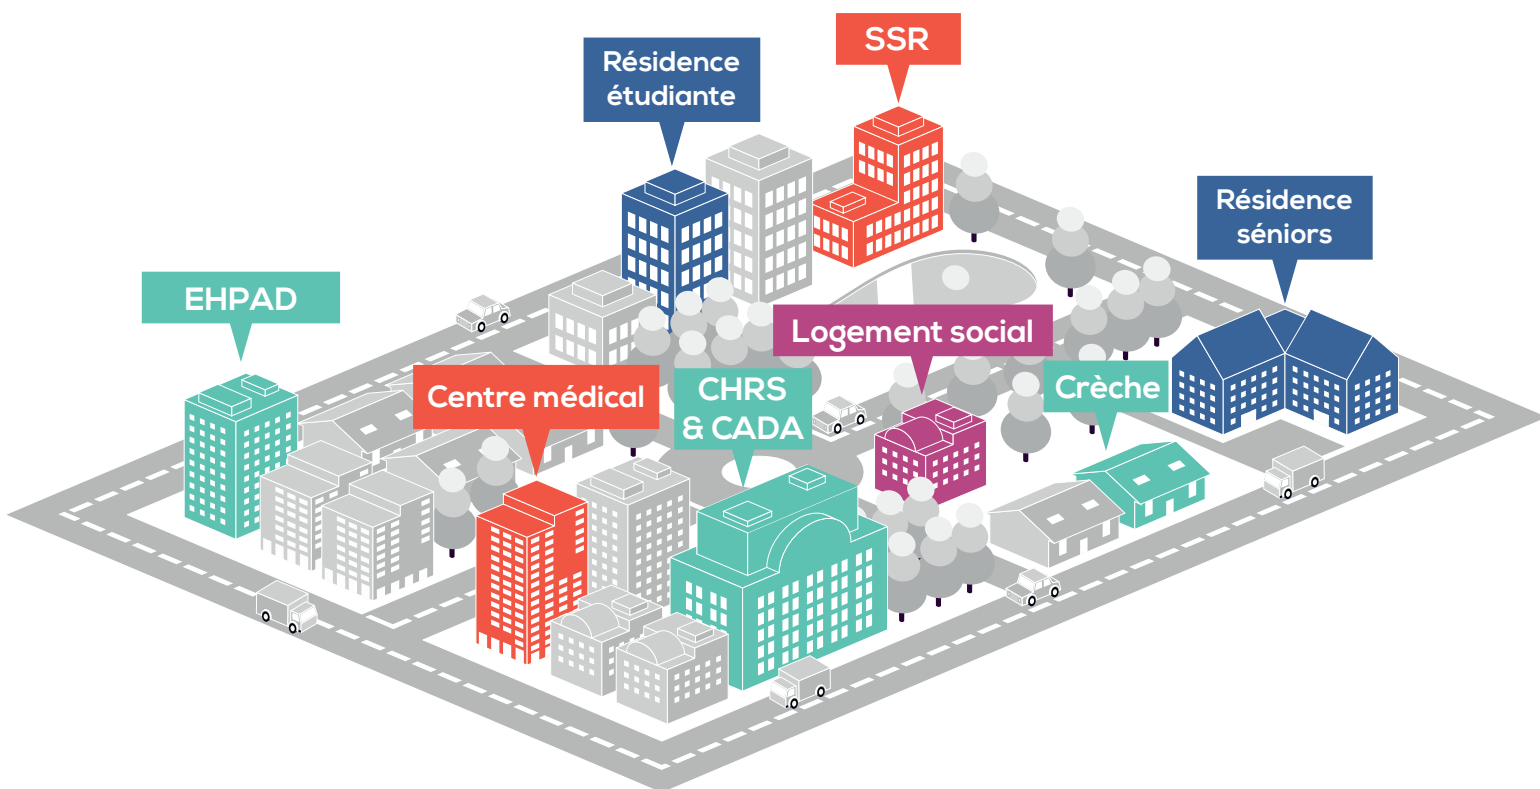 SSR
Résidence
étudiante
Résidence
séniors
EHPAD
Logement social
Centre médical
CHRS
& CADA
Crèche